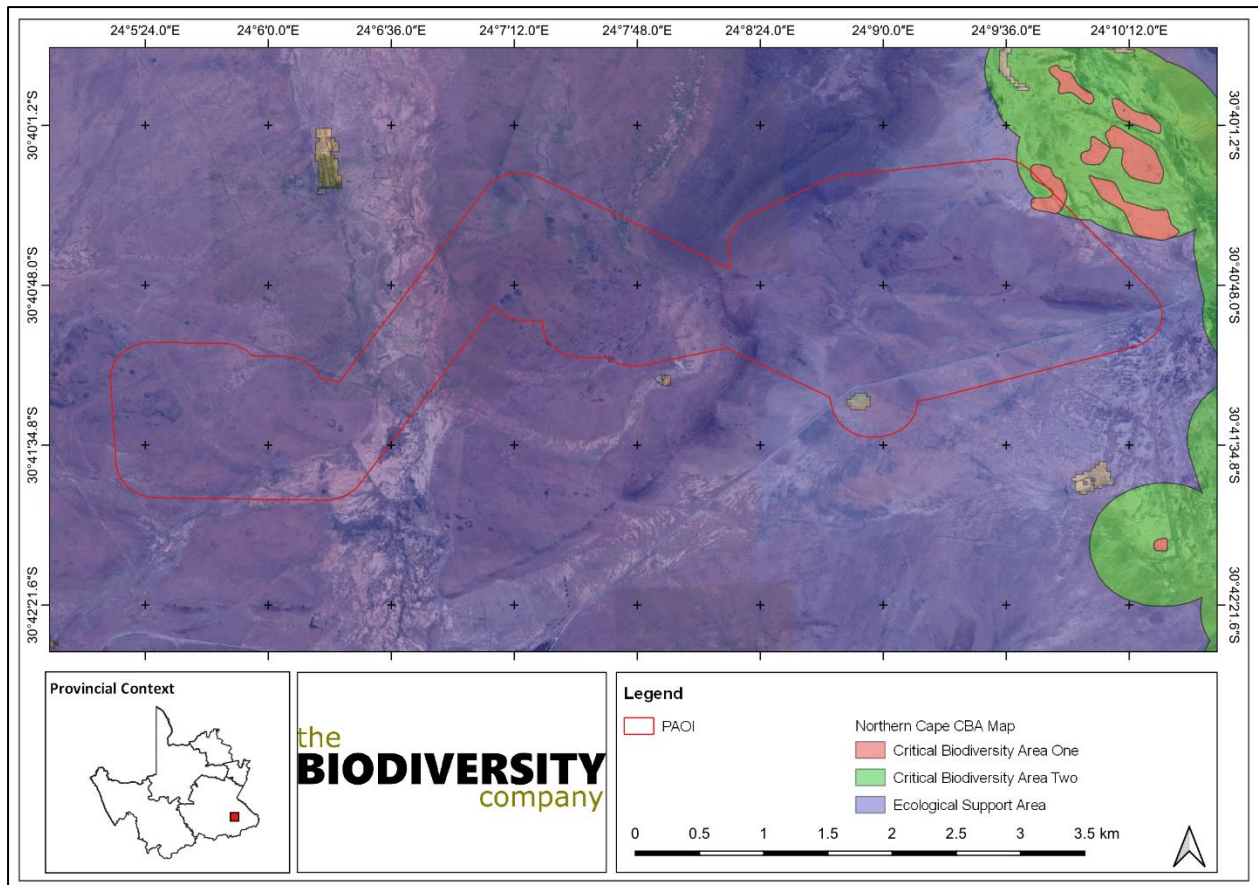 24°5'24.0"E 24°6'0.0"E 24°6'36.0"E 24°7'12.0"E 24°7'48.0"E 24°8'24.0"E 24°9'0.0"E 24°9'36.0"E 24°10'12.0"E
30°40'1.2"S 30°40'1.2"S
30°40'48.0"S 30°40'48.0"S
30°41'34.8"S 30°41'34.8"S
30°42'21.6"S 30°42'21.6"S
Provincial Context
the
BIODIVERSITY
company
Legend
PAOI
Northern Cape CBA Map
Critical Biodiversity Area One
Critical Biodiversity Area Two
Ecological Support Area
0 0.5 1 1.5 2 2.5 3 3.5 km